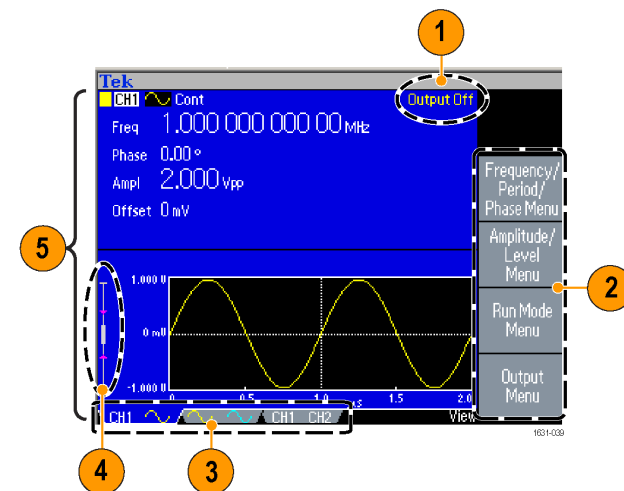 1
Tek
CH1 Cont
Output Off
Freq 1.000 000 000 00 MHz
Phase 0.00 °
Ampl 2.000 Vpp
Offset 0 mV
Frequency/
Period/
Phase Menu
Amplitude/
Level
Menu
Run Mode
Menu
Output
Menu
5
2
1.000 V
0 mV
-1.000 V
0 0.5 1.0 1.5 2.0
µs
CH1 CH1 CH2 View
1631-039
4
3